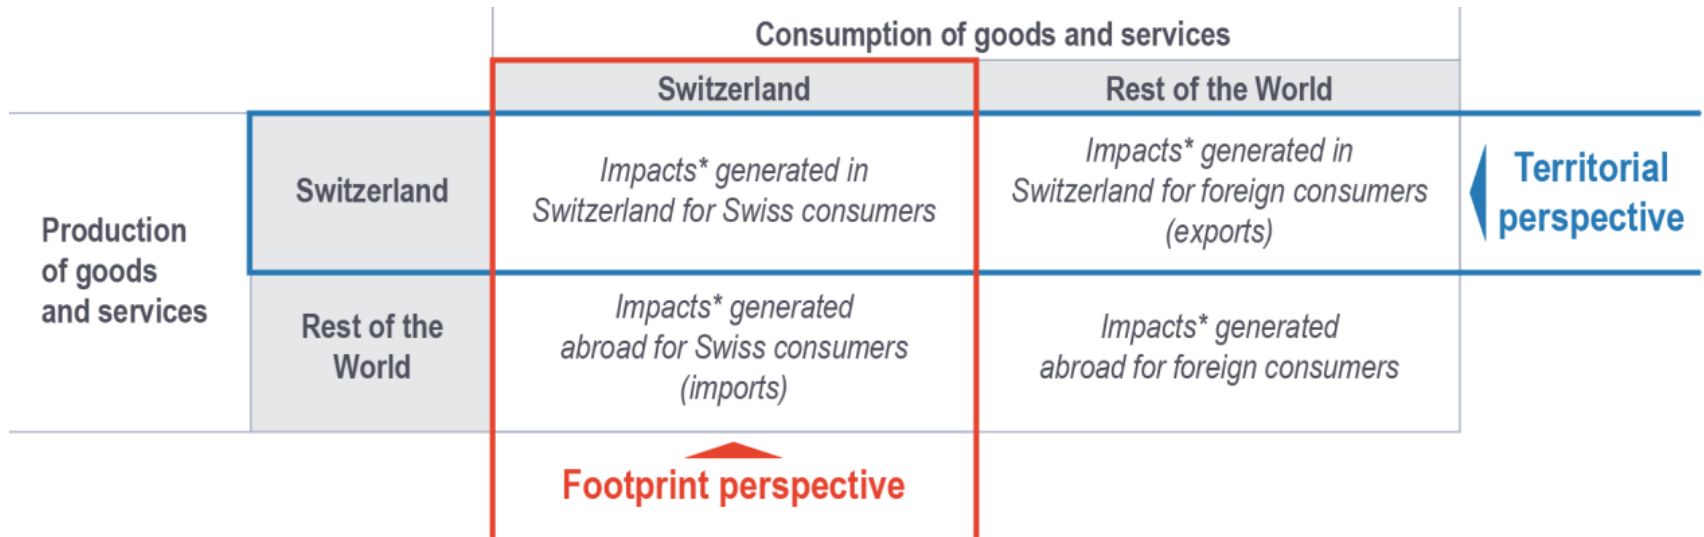 Consumption of goods and services
Switzerland
Rest of the World
Production
of goods
and services
Switzerland
Impacts* generated in
Switzerland for Swiss consumers
Impacts* generated in
Switzerland for foreign consumers
(exports)
Territorial
perspective
Rest of the
World
Impacts* generated
abroad for Swiss consumers
(imports)
Impacts* generated
abroad for foreign consumers
Footprint perspective